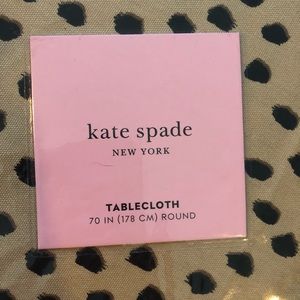 kate spade
NEW YORK
TABLECLOTH
70 IN (178 CM) ROUND